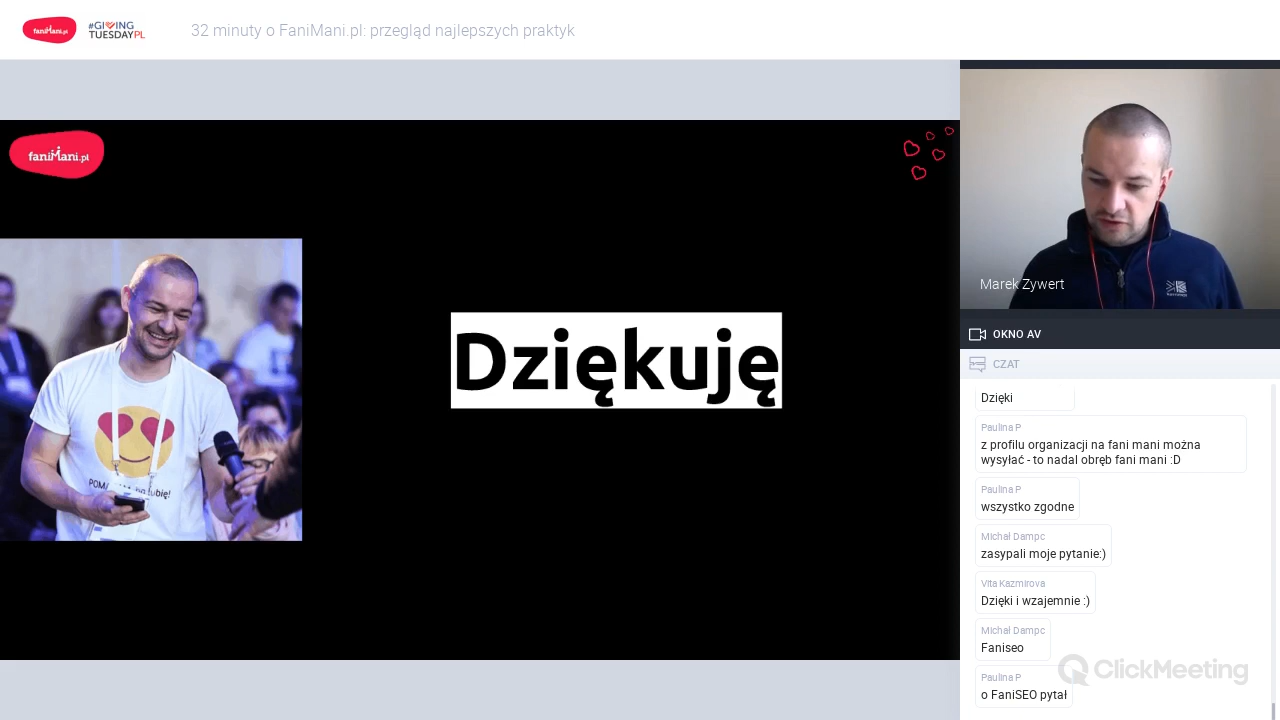 faniMani.pl
#GIVING
TUESDAYPL
32 minuty o FaniMani.pl: przegląd najlepszych praktyk
faniMani.pl
Dziękuję
Marek Zywert
OKNO AV
CZAT
Dzięki
Paulina P
z profilu organizacji na fani mani można
wysyłać - to nadal obręb fani mani :D
Paulina P
wszystko zgodne
Michał Dampc
zasypali moje pytanie:)
Vita Kazmirova
Dzięki i wzajemnie :)
Michał Dampc
Faniseo
Paulina P
o FaniSEO pytał
ClickMeeting